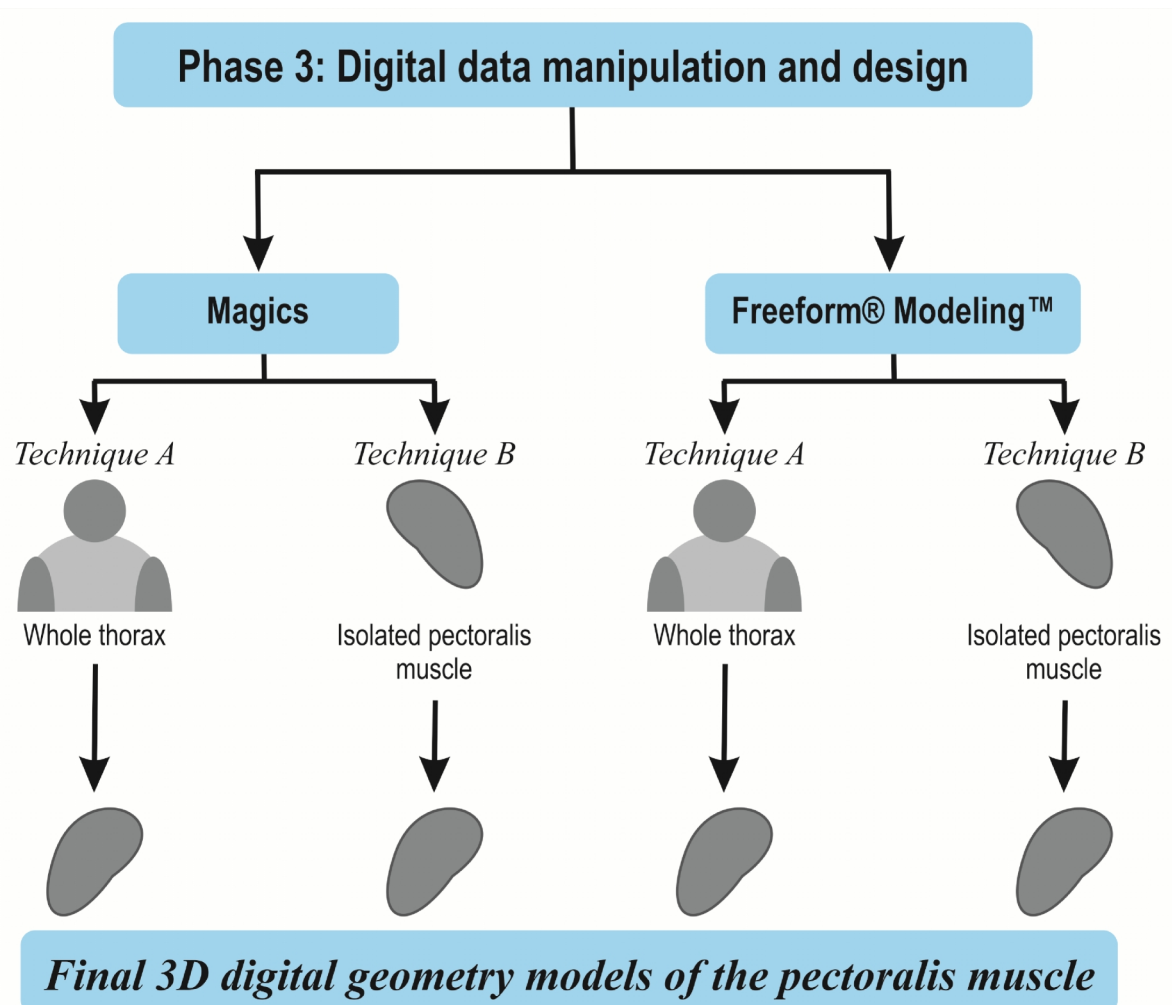 Phase 3: Digital data manipulation and design
Magics
Freeform® Modeling™
Technique A
Technique B
Technique A
Technique B
Whole thorax
Isolated pectoralis
muscle
Whole thorax
Isolated pectoralis
muscle
Final 3D digital geometry models of the pectoralis muscle